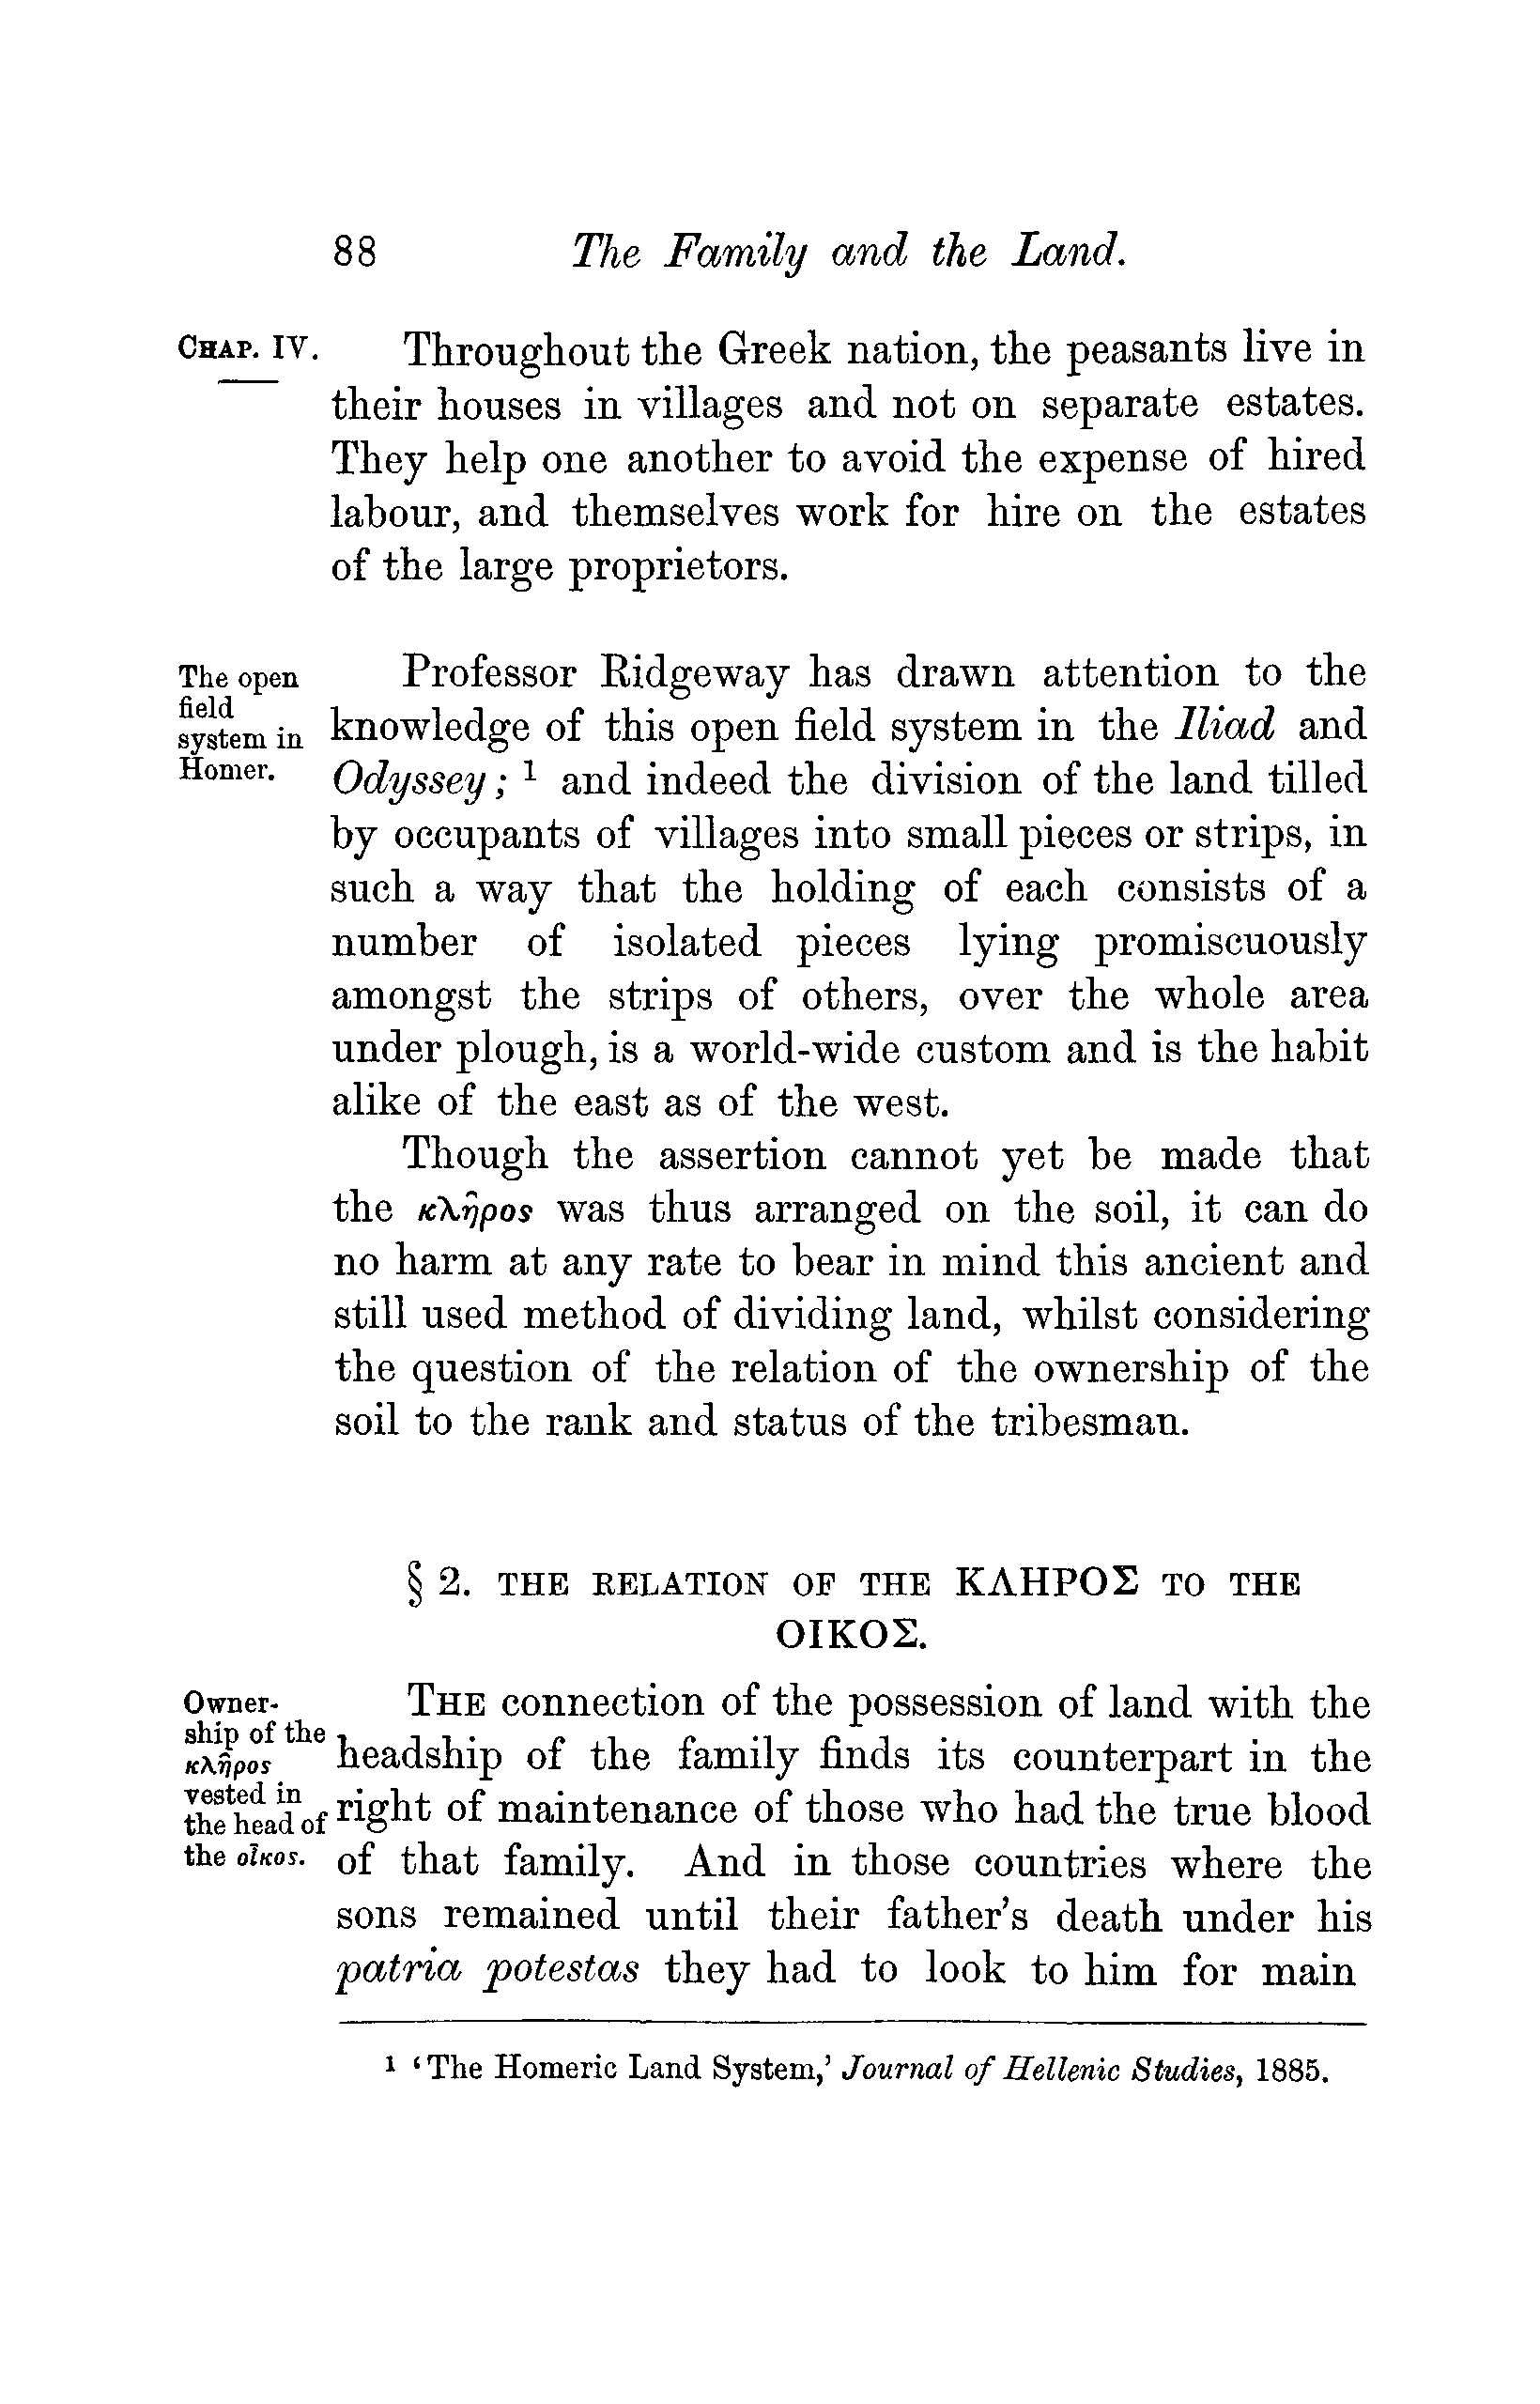 88 The Family and the Land.
CHAP. IV.
Throughout the Greek nation, the peasants live in
their houses in villages and not on separate estates.
They help one another to avoid the expense of hired
labour, and themselves work for hire on the estates
of the large proprietors.
The open
field
system in
Homer.
Professor Ridgeway has drawn attention to the
knowledge of this open field system in the Iliad and
Odyssey; ¹ and indeed the division of the land tilled
by occupants of villages into small pieces or strips, in
such a way that the holding of each consists of a
number of isolated pieces lying promiscuously
amongst the strips of others, over the whole area
under plough, is a world-wide custom and is the habit
alike of the east as of the west.
Though the assertion cannot yet be made that
the κλῆρος was thus arranged on the soil, it can do
no harm at any rate to bear in mind this ancient and
still used method of dividing land, whilst considering
the question of the relation of the ownership of the
soil to the rank and status of the tribesman.
§ 2. THE RELATION OF THE ΚΛΗΡΟΣ TO THE
ΟΙΚΟΣ.
Owner-
ship of the
κλῆρος
vested in
the head of
the οἶκος.
THE connection of the possession of land with the
headship of the family finds its counterpart in the
right of maintenance of those who had the true blood
of that family. And in those countries where the
sons remained until their father's death under his
patria potestas they had to look to him for main
¹ 'The Homeric Land System,' Journal of Hellenic Studies, 1885.